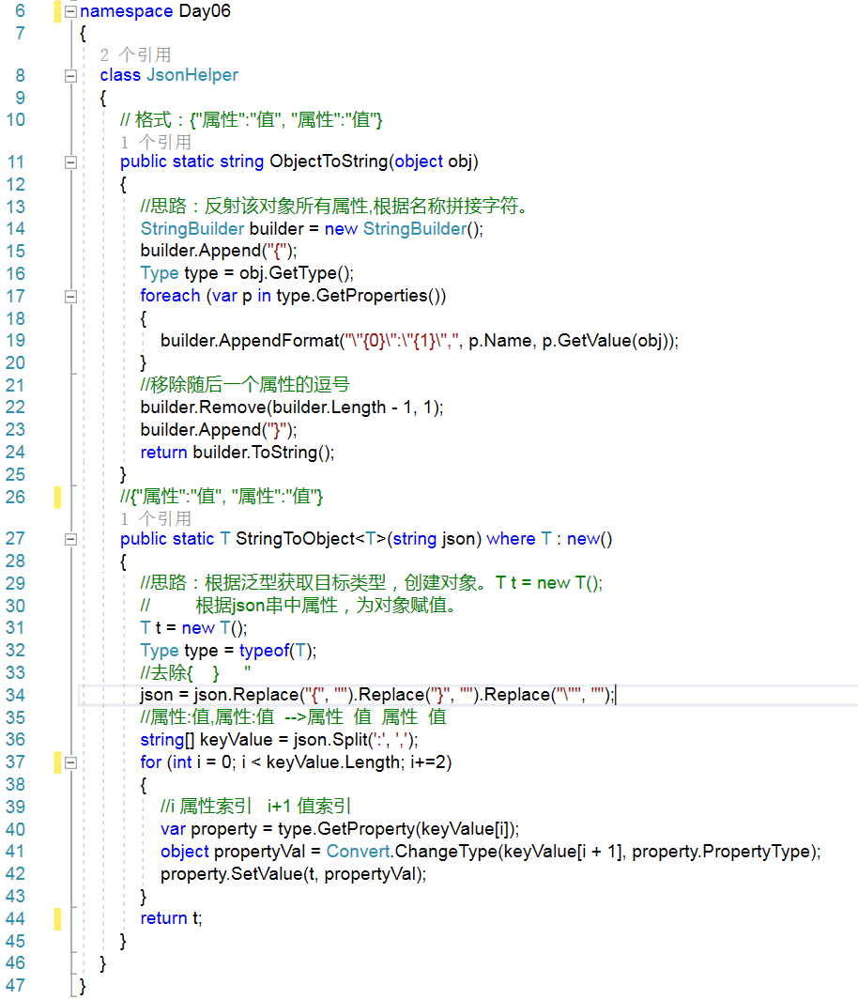 6 namespace Day06
7 {
2 个引用
8 class JsonHelper
9 {
10 // 格式：{"属性":"值", "属性":"值"}
1 个引用
11 public static string ObjectToString(object obj)
12 {
13 //思路：反射该对象所有属性,根据名称拼接字符。
14 StringBuilder builder = new StringBuilder();
15 builder.Append("{");
16 Type type = obj.GetType();
17 foreach (var p in type.GetProperties())
18 {
19 builder.AppendFormat("\"{0}\":\"{1}\",", p.Name, p.GetValue(obj));
20 }
21 //移除随后一个属性的逗号
22 builder.Remove(builder.Length - 1, 1);
23 builder.Append("}");
24 return builder.ToString();
25 }
26 //{"属性":"值", "属性":"值"}
1 个引用
27 public static T StringToObject<T>(string json) where T : new()
28 {
29 //思路：根据泛型获取目标类型，创建对象。T t = new T();
30 // 根据json串中属性，为对象赋值。
31 T t = new T();
32 Type type = typeof(T);
33 //去除{ } "
34 json = json.Replace("{", "").Replace("}", "").Replace("\"", "");
35 //属性:值,属性:值 -->属性 值 属性 值
36 string[] keyValue = json.Split(':', ',');
37 for (int i = 0; i < keyValue.Length; i+=2)
38 {
39 //i 属性索引 i+1 值索引
40 var property = type.GetProperty(keyValue[i]);
41 object propertyVal = Convert.ChangeType(keyValue[i + 1], property.PropertyType);
42 property.SetValue(t, propertyVal);
43 }
44 return t;
45 }
46 }
47 }